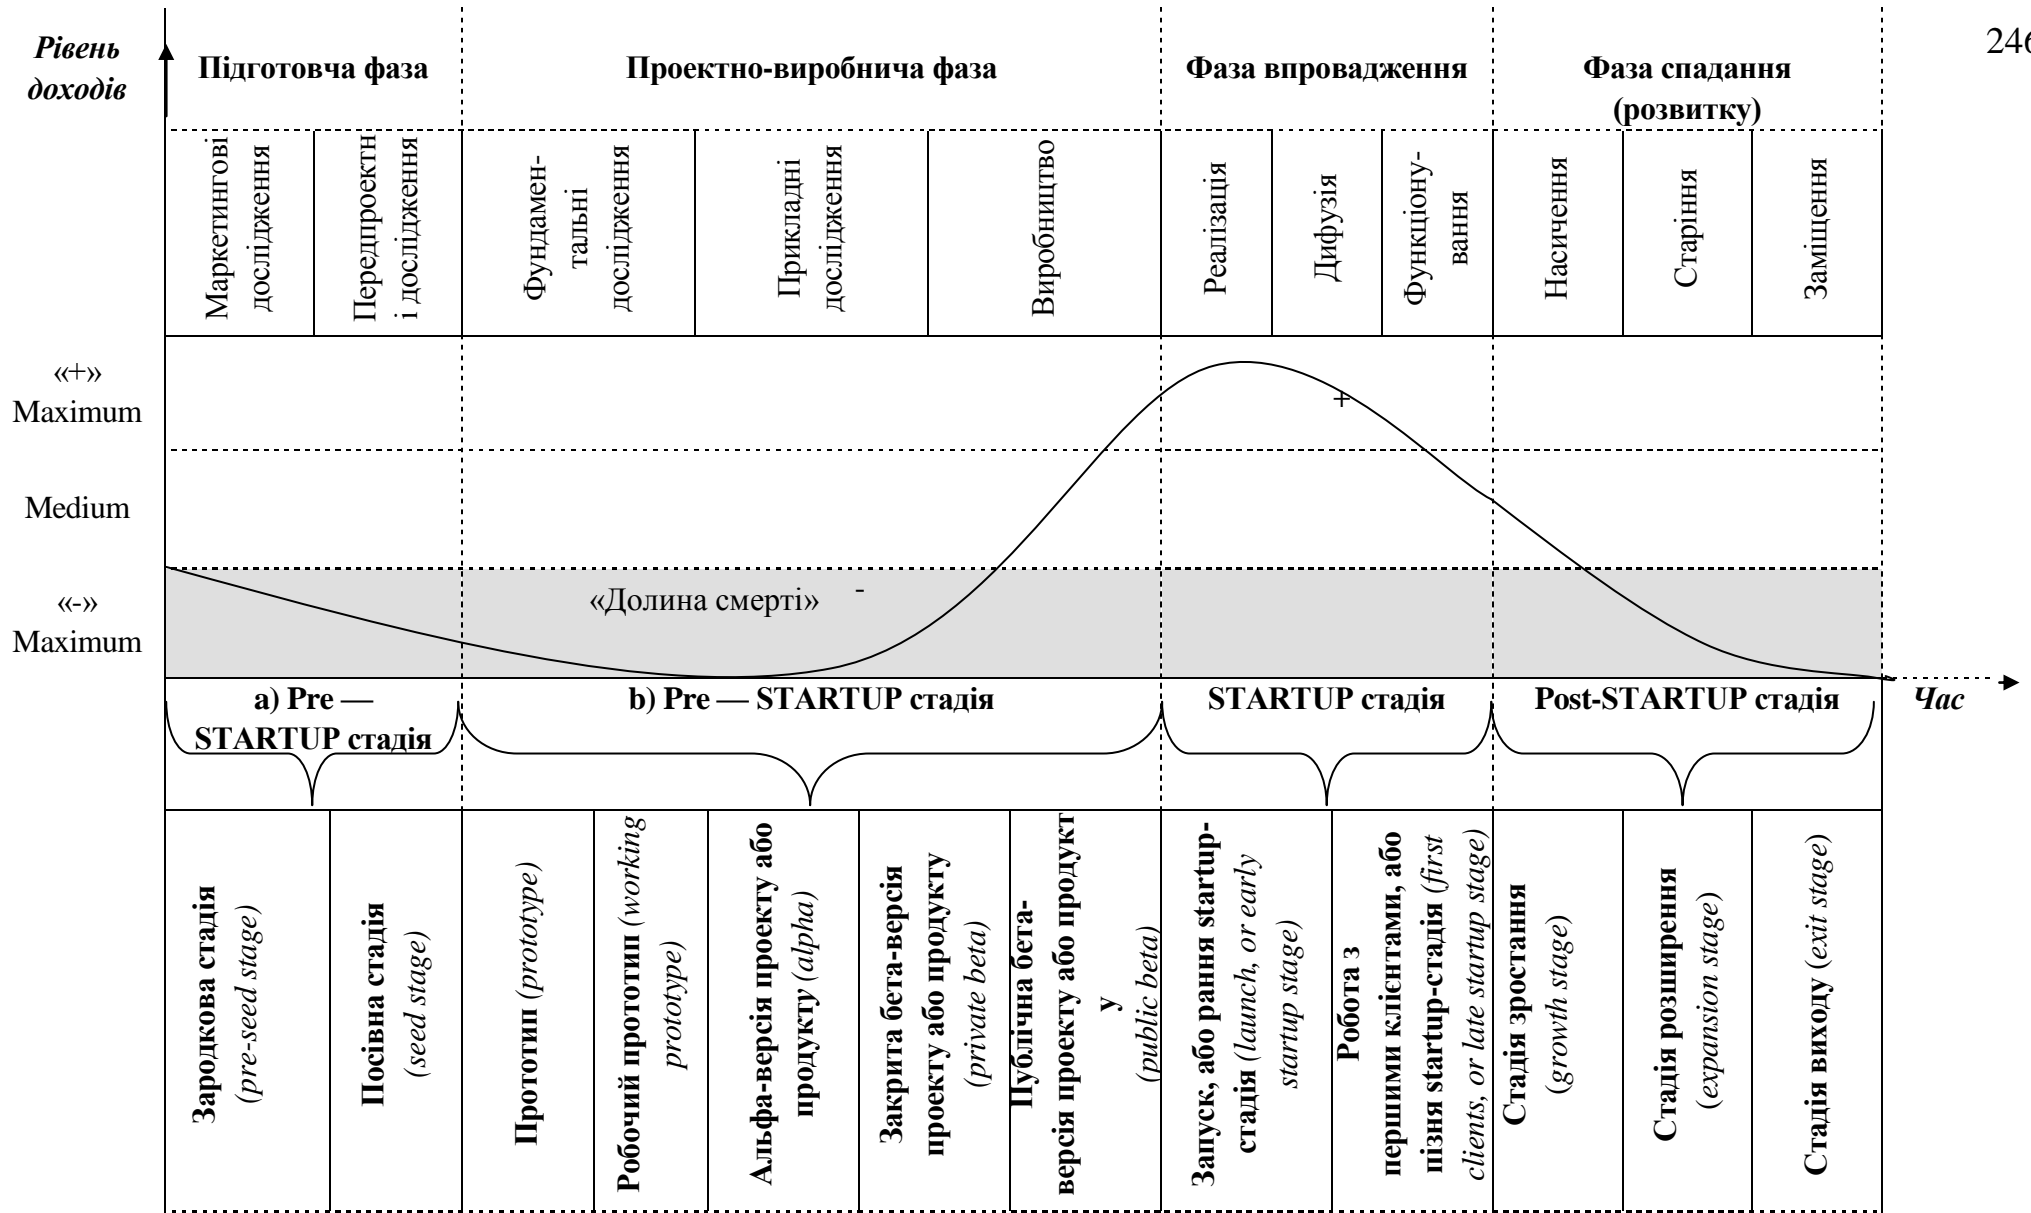 246
Рівень
доходів
Підготовча фаза
Проектно-виробнича фаза
Фаза впровадження
Фаза спадання
(розвитку)
Маркетингові
дослідження
Передпроектн
і дослідження
Фундамен-
тальні
дослідження
Прикладні
дослідження
Виробництво
Реалізація
Дифузія
Функціону-
вання
Насичення
Старіння
Заміщення
«+»
Maximum
+
Medium
«-»
Maximum
«Долина смерті»
-
a) Pre —
STARTUP стадія
b) Pre — STARTUP стадія
STARTUP стадія
Post-STARTUP стадія
Час
Зародкова стадія
(pre-seed stage)
Посівна стадія
(seed stage)
Прототип (prototype)
Робочий прототип (working
prototype)
Альфа-версія проекту або
продукту (alpha)
Закрита бета-версія
проекту або продукту
(private beta)
Публічна бета-
версія проекту або продукт
у
(public beta)
Запуск, або рання startup-
стадія (launch, or early
startup stage)
Робота з
першими клієнтами, або
пізня startup-стадія (first
clients, or late startup stage)
Стадія зростання
(growth stage)
Стадія розширення
(expansion stage)
Стадія виходу (exit stage)